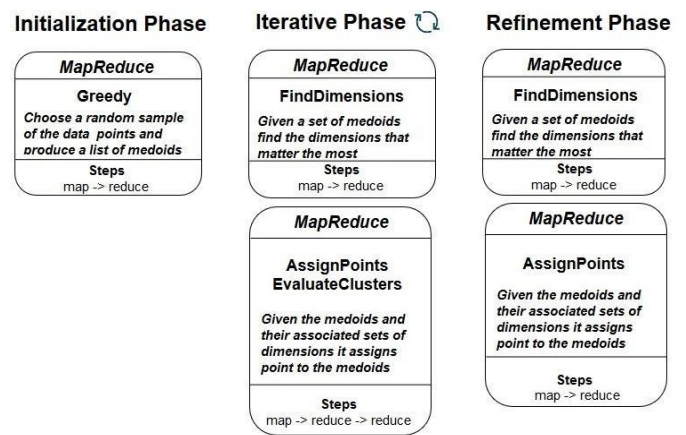 Initialization Phase
MapReduce
Greedy
Choose a random sample
of the data points and
produce a list of medoids
Steps
map -> reduce
Iterative Phase
MapReduce
FindDimensions
Given a set of medoids
find the dimensions that
matter the most
Steps
map -> reduce
MapReduce
AssignPoints
EvaluateClusters
Given the medoids and
their associated sets of
dimensions it assigns
point to the medoids
Steps
map -> reduce -> reduce
Refinement Phase
MapReduce
FindDimensions
Given a set of medoids
find the dimensions that
matter the most
Steps
map -> reduce
MapReduce
AssignPoints
Given the medoids and
their associated sets of
dimensions it assigns
point to the medoids
Steps
map -> reduce